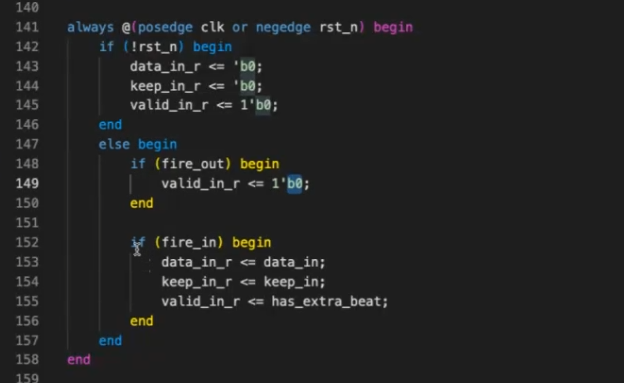 140
141 always @(posedge clk or negedge rst_n) begin
142 if (!rst_n) begin
143 data_in_r <= 'b0;
144 keep_in_r <= 'b0;
145 valid_in_r <= 1'b0;
146 end
147 else begin
148 if (fire_out) begin
149 valid_in_r <= 1'b0;
150 end
151
152 if (fire_in) begin
153 data_in_r <= data_in;
154 keep_in_r <= keep_in;
155 valid_in_r <= has_extra_beat;
156 end
157 end
158 end
159